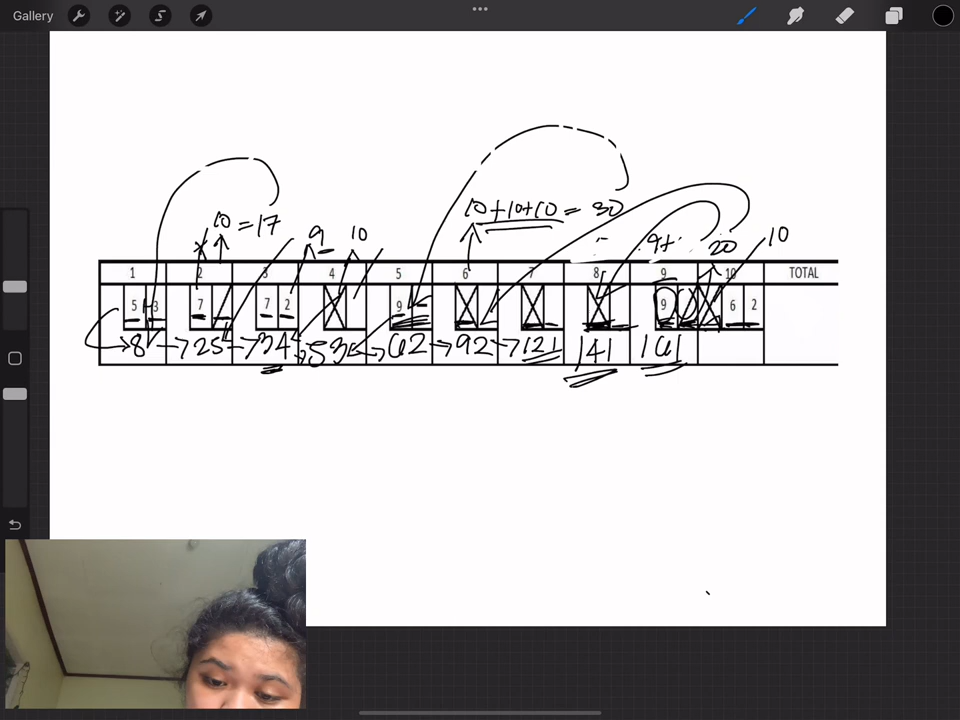 Gallery
10 = 17
9
10
10+10+10 = 30
9+
20
10
1 2 3 4 5 6 7 8 9 10 TOTAL
5 3 7 7 2 9 9 6 2
8 25 34 53 62 92 121 141 161